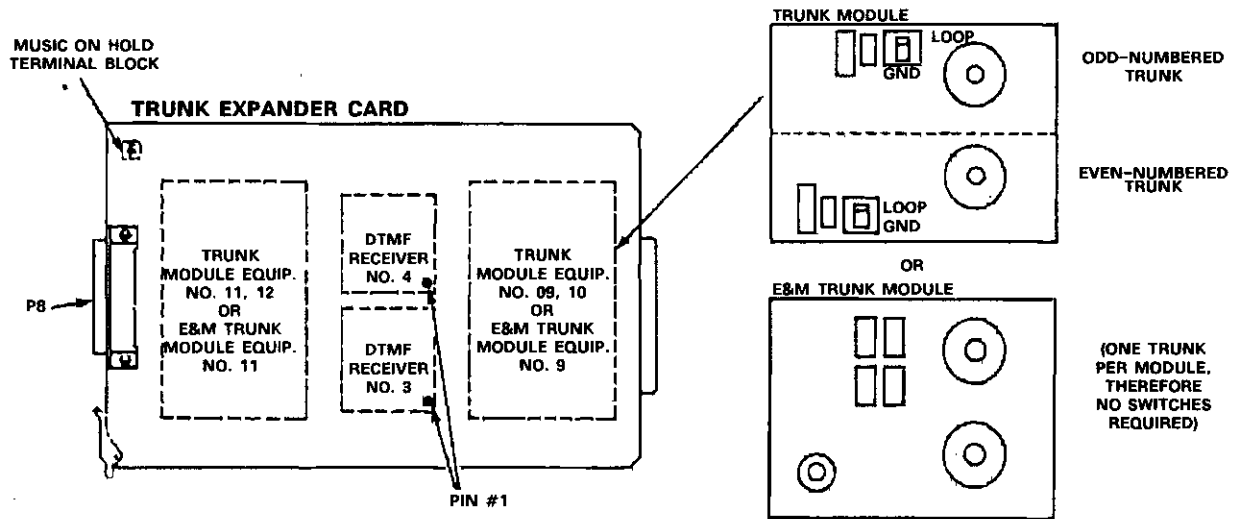 MUSIC ON HOLD
TERMINAL BLOCK
TRUNK EXPANDER CARD
P8
TRUNK
MODULE EQUIP.
NO. 11, 12
OR
E&M TRUNK
MODULE EQUIP.
NO. 11
DTMF
RECEIVER
NO. 4
DTMF
RECEIVER
NO. 3
TRUNK
MODULE EQUIP.
NO. 09, 10
OR
E&M TRUNK
MODULE EQUIP.
NO. 9
PIN #1
TRUNK MODULE
LOOP
GND
ODD-NUMBERED
TRUNK
LOOP
GND
EVEN-NUMBERED
TRUNK
OR
E&M TRUNK MODULE
(ONE TRUNK
PER MODULE,
THEREFORE
NO SWITCHES
REQUIRED)